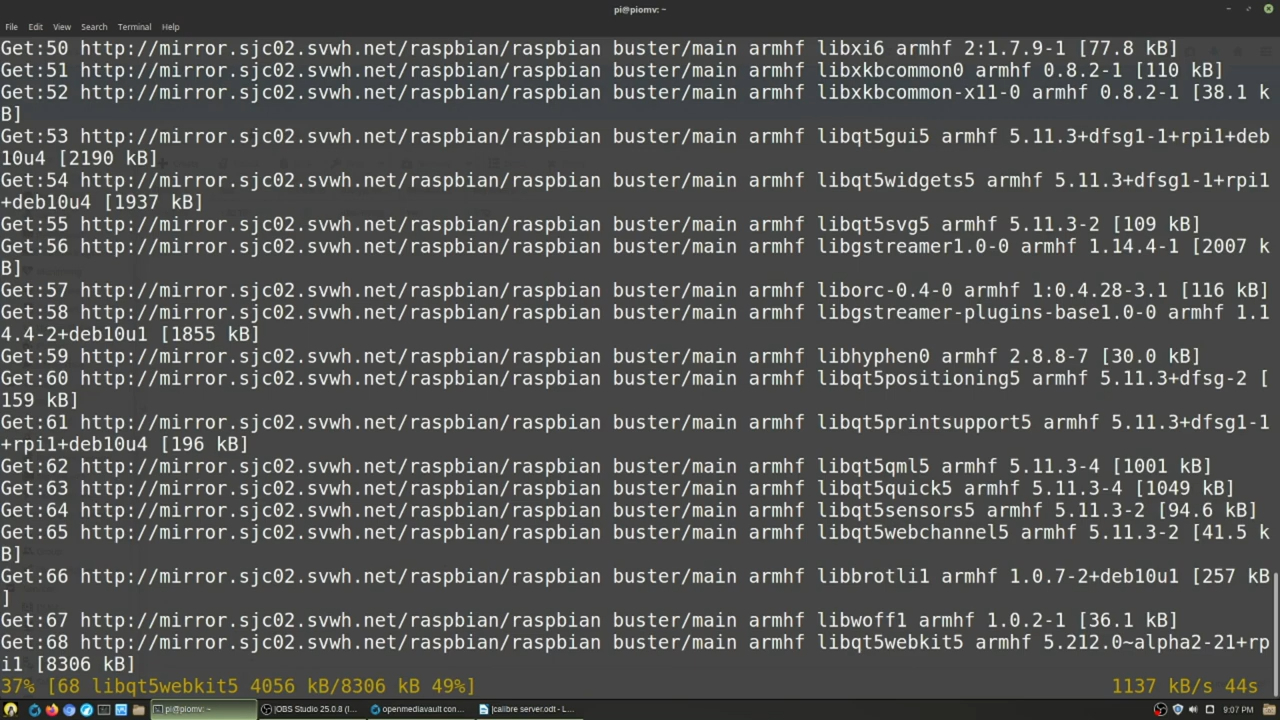 pi@piomv: ~
File Edit View Search Terminal Help
Get:50 http://mirror.sjc02.svwh.net/raspbian/raspbian buster/main armhf libxi6 armhf 2:1.7.9-1 [77.8 kB]
Get:51 http://mirror.sjc02.svwh.net/raspbian/raspbian buster/main armhf libxkbcommon0 armhf 0.8.2-1 [110 kB]
Get:52 http://mirror.sjc02.svwh.net/raspbian/raspbian buster/main armhf libxkbcommon-x11-0 armhf 0.8.2-1 [38.1 k
B]
Get:53 http://mirror.sjc02.svwh.net/raspbian/raspbian buster/main armhf libqt5gui5 armhf 5.11.3+dfsg1-1+rpi1+deb
10u4 [2190 kB]
Get:54 http://mirror.sjc02.svwh.net/raspbian/raspbian buster/main armhf libqt5widgets5 armhf 5.11.3+dfsg1-1+rpi1
+deb10u4 [1937 kB]
Get:55 http://mirror.sjc02.svwh.net/raspbian/raspbian buster/main armhf libqt5svg5 armhf 5.11.3-2 [109 kB]
Get:56 http://mirror.sjc02.svwh.net/raspbian/raspbian buster/main armhf libgstreamer1.0-0 armhf 1.14.4-1 [2007 k
B]
Get:57 http://mirror.sjc02.svwh.net/raspbian/raspbian buster/main armhf liborc-0.4-0 armhf 1:0.4.28-3.1 [116 kB]
Get:58 http://mirror.sjc02.svwh.net/raspbian/raspbian buster/main armhf libgstreamer-plugins-base1.0-0 armhf 1.1
4.4-2+deb10u1 [1855 kB]
Get:59 http://mirror.sjc02.svwh.net/raspbian/raspbian buster/main armhf libhyphen0 armhf 2.8.8-7 [30.0 kB]
Get:60 http://mirror.sjc02.svwh.net/raspbian/raspbian buster/main armhf libqt5positioning5 armhf 5.11.3+dfsg-2 [
159 kB]
Get:61 http://mirror.sjc02.svwh.net/raspbian/raspbian buster/main armhf libqt5printsupport5 armhf 5.11.3+dfsg1-1
+rpi1+deb10u4 [196 kB]
Get:62 http://mirror.sjc02.svwh.net/raspbian/raspbian buster/main armhf libqt5qml5 armhf 5.11.3-4 [1001 kB]
Get:63 http://mirror.sjc02.svwh.net/raspbian/raspbian buster/main armhf libqt5quick5 armhf 5.11.3-4 [1049 kB]
Get:64 http://mirror.sjc02.svwh.net/raspbian/raspbian buster/main armhf libqt5sensors5 armhf 5.11.3-2 [94.6 kB]
Get:65 http://mirror.sjc02.svwh.net/raspbian/raspbian buster/main armhf libqt5webchannel5 armhf 5.11.3-2 [41.5 k
B]
Get:66 http://mirror.sjc02.svwh.net/raspbian/raspbian buster/main armhf libbrotli1 armhf 1.0.7-2+deb10u1 [257 kB
]
Get:67 http://mirror.sjc02.svwh.net/raspbian/raspbian buster/main armhf libwoff1 armhf 1.0.2-1 [36.1 kB]
Get:68 http://mirror.sjc02.svwh.net/raspbian/raspbian buster/main armhf libqt5webkit5 armhf 5.212.0~alpha2-21+rp
i1 [8306 kB]
37% [68 libqt5webkit5 4056 kB/8306 kB 49%] 1137 kB/s 44s
pi@piomv: ~ [OBS Studio 25.0.8 (l... openmediavault con... [calibre server.odt - L... 9:07 PM